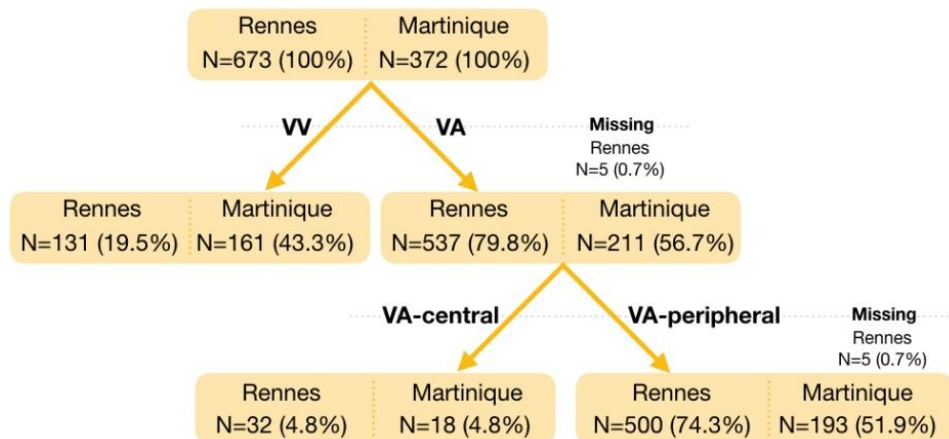 Rennes Martinique
N=673 (100%) N=372 (100%)
VV VA Missing
Rennes
N=5 (0.7%)
Rennes Martinique Rennes Martinique
N=131 (19.5%) N=161 (43.3%) N=537 (79.8%) N=211 (56.7%)
VA-central VA-peripheral Missing
Rennes
N=5 (0.7%)
Rennes Martinique Rennes Martinique
N=32 (4.8%) N=18 (4.8%) N=500 (74.3%) N=193 (51.9%)